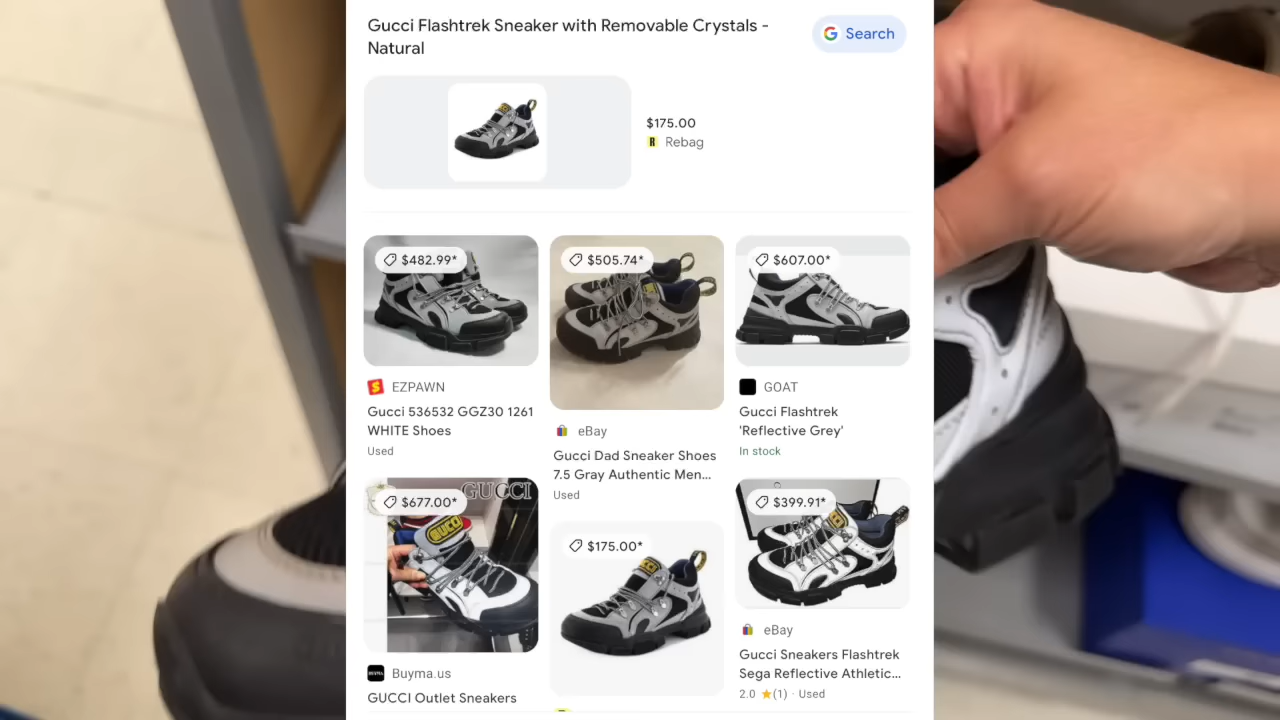 Gucci Flashtrek Sneaker with Removable Crystals -
Natural
Search
$175.00
Rebag
$482.99*
EZPAWN
Gucci 536532 GGZ30 1261
WHITE Shoes
Used
$505.74*
eBay
Gucci Dad Sneaker Shoes
7.5 Gray Authentic Men...
Used
$607.00*
GOAT
Gucci Flashtrek
'Reflective Grey'
In stock
$677.00*
GUCCI
GUCCI
Buyma.us
GUCCI Outlet Sneakers
$175.00*
GUCCI
$399.91*
eBay
Gucci Sneakers Flashtrek
Sega Reflective Athletic...
2.0 ★(1) · Used